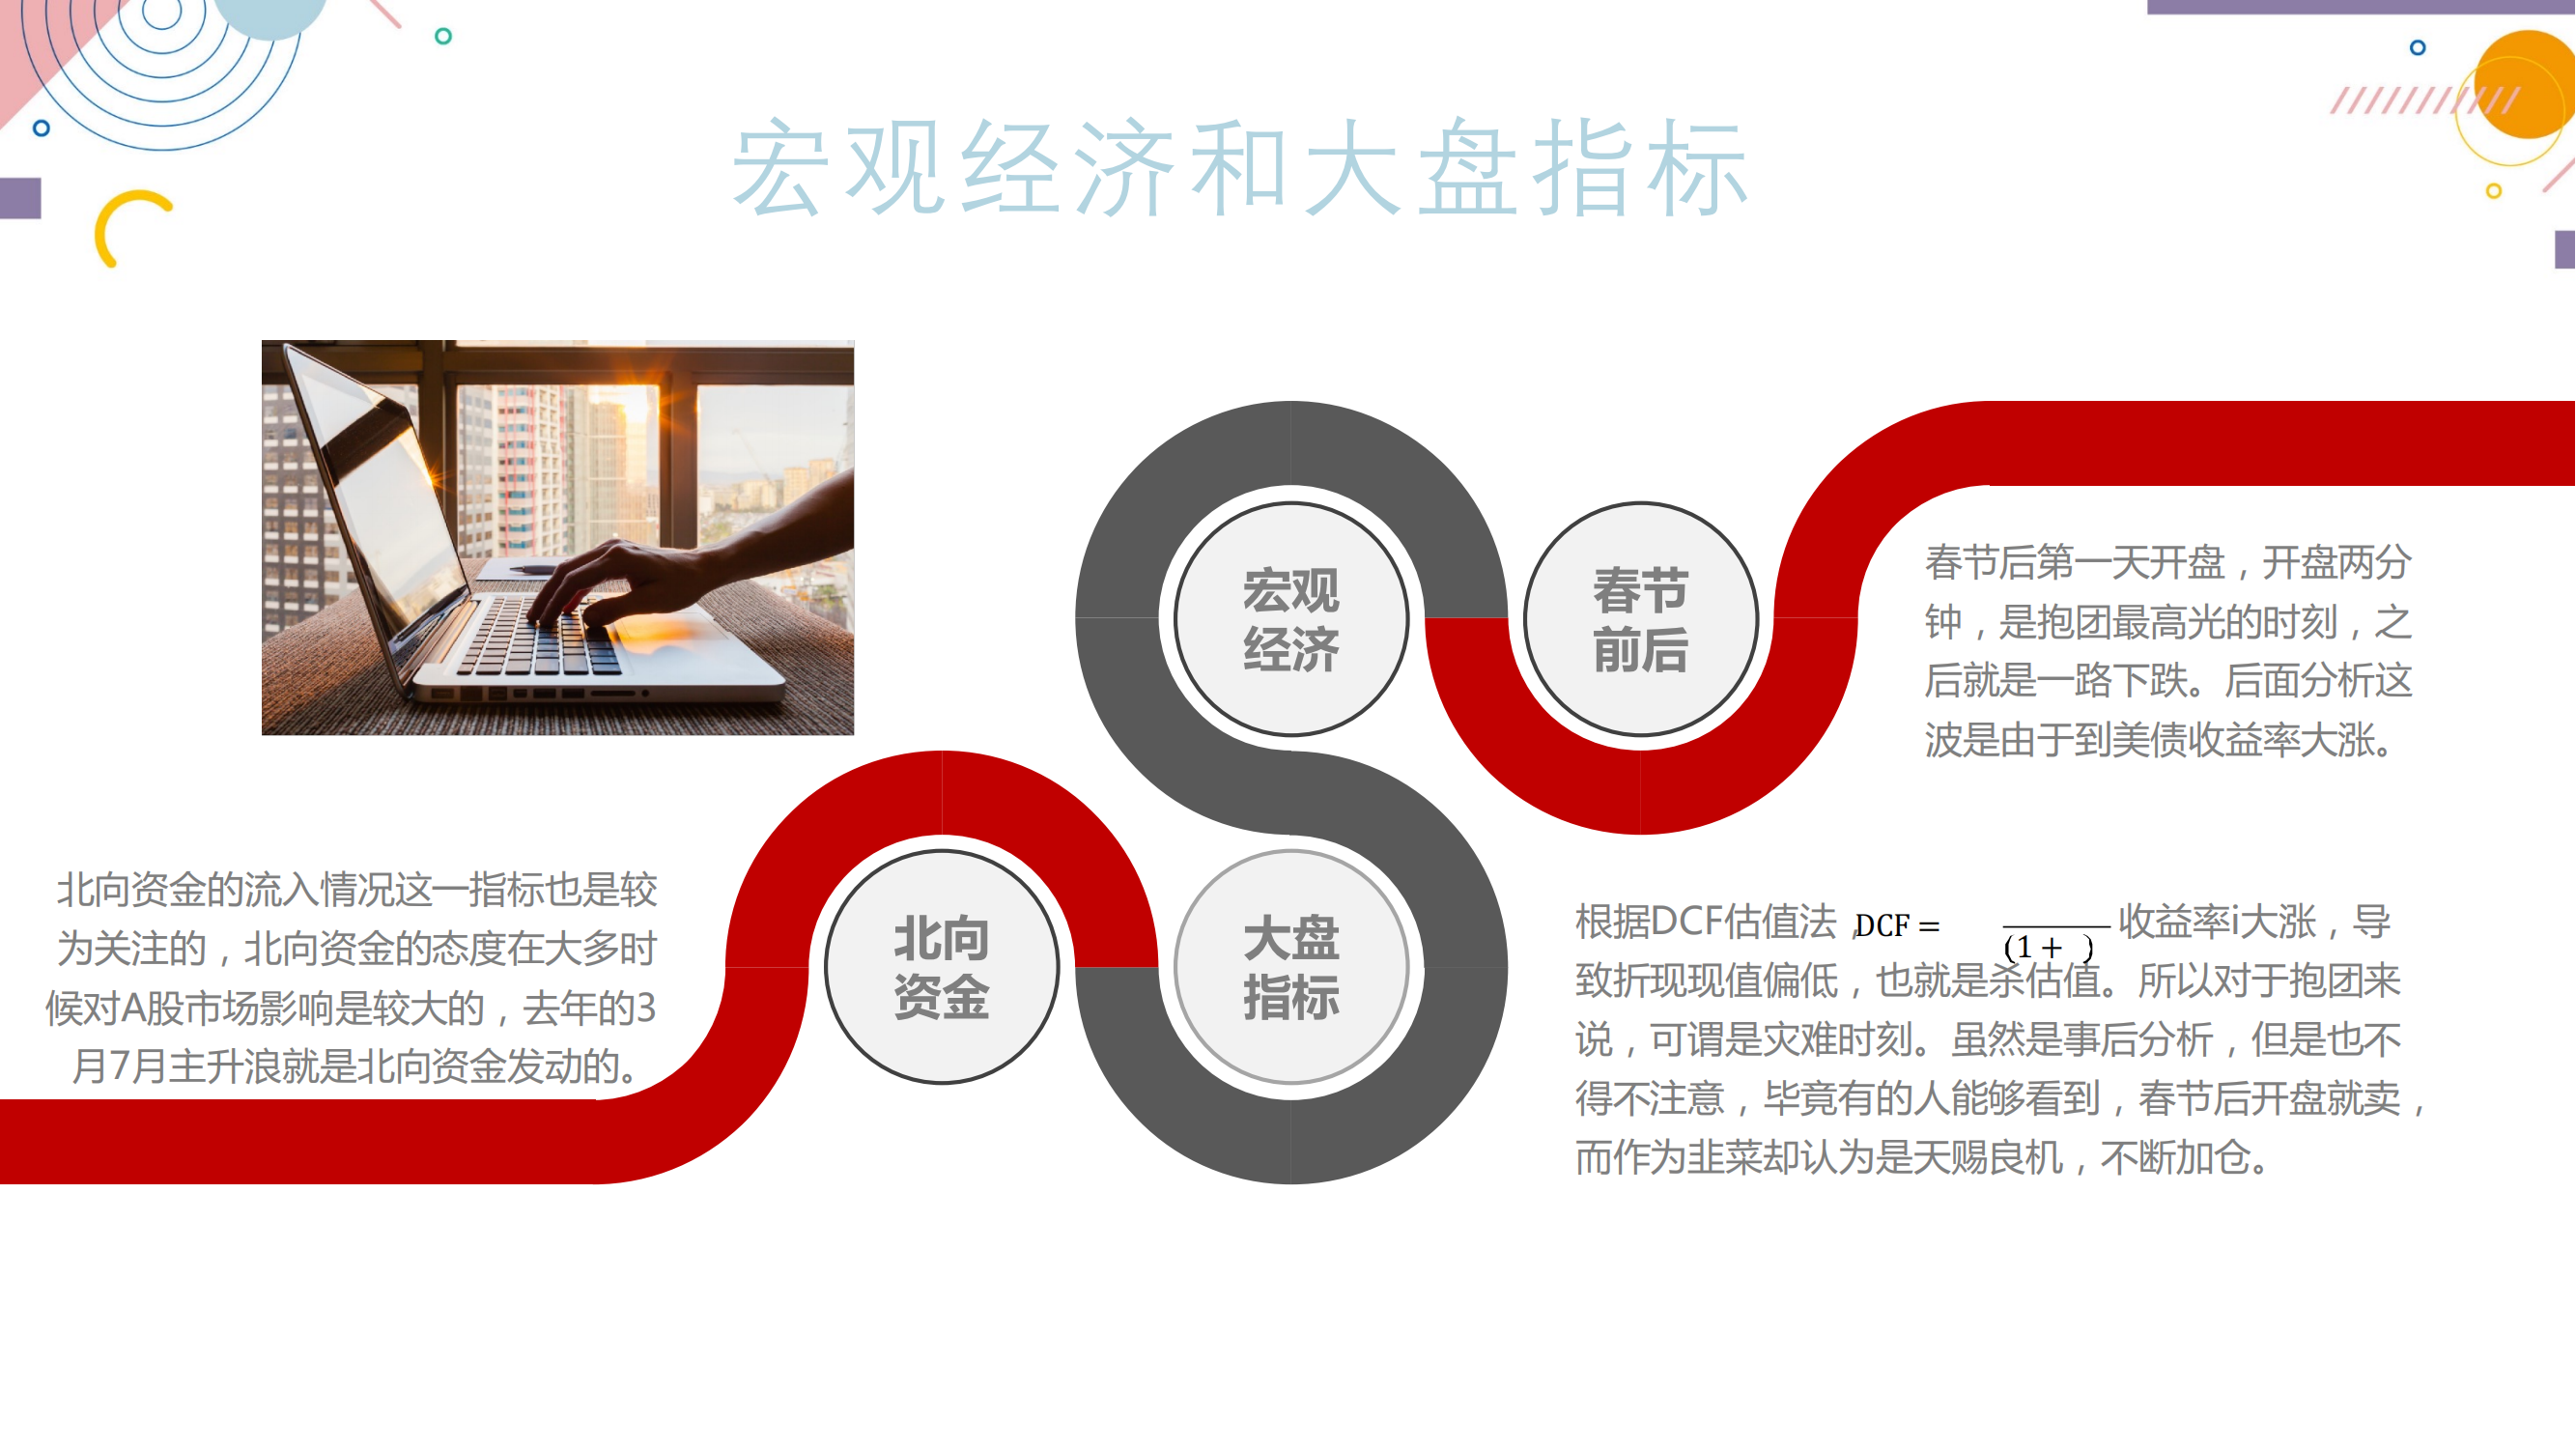 宏观经济和大盘指标
宏观
经济
春节
前后
春节后第一天开盘，开盘两分
钟，是抱团最高光的时刻，之
后就是一路下跌。后面分析这
波是由于到美债收益率大涨。
北向资金的流入情况这一指标也是较
为关注的，北向资金的态度在大多时
候对A股市场影响是较大的，去年的3
月7月主升浪就是北向资金发动的。
北向
资金
大盘
指标
根据DCF估值法，DCF = (1 + ) 收益率i大涨，导
致折现现值偏低，也就是杀估值。所以对于抱团来
说，可谓是灾难时刻。虽然是事后分析，但是也不
得不注意，毕竟有的人能够看到，春节后开盘就卖，
而作为韭菜却认为是天赐良机，不断加仓。